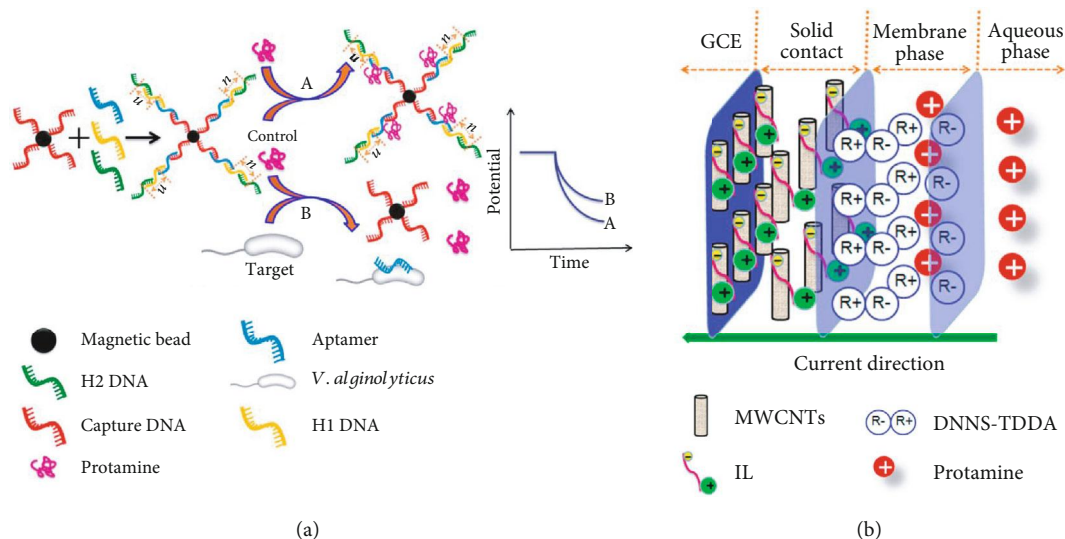 n
n
u
n
u
n
A
Control
B
Target
Potential
B
A
Time
Magnetic bead
Aptamer
H2 DNA
V. alginolyticus
Capture DNA
H1 DNA
Protamine
(a)
GCE
Solid contact
Membrane phase
Aqueous phase
R+ R- R+ R-
R+ R- R+ R-
R+ R- R+ R-
R+ R- R+ R-
Current direction
MWCNTs
R- R+ DNNS-TDDA
IL
Protamine
(b)